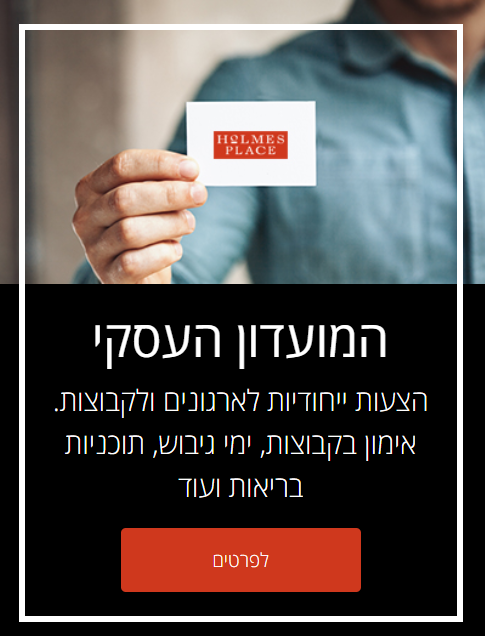 HOLMES
PLACE
המועדון העסקי
הצעות ייחודיות לארגונים ולקבוצות.
אימון בקבוצות, ימי גיבוש, תוכניות
בריאות ועוד
לפרטים